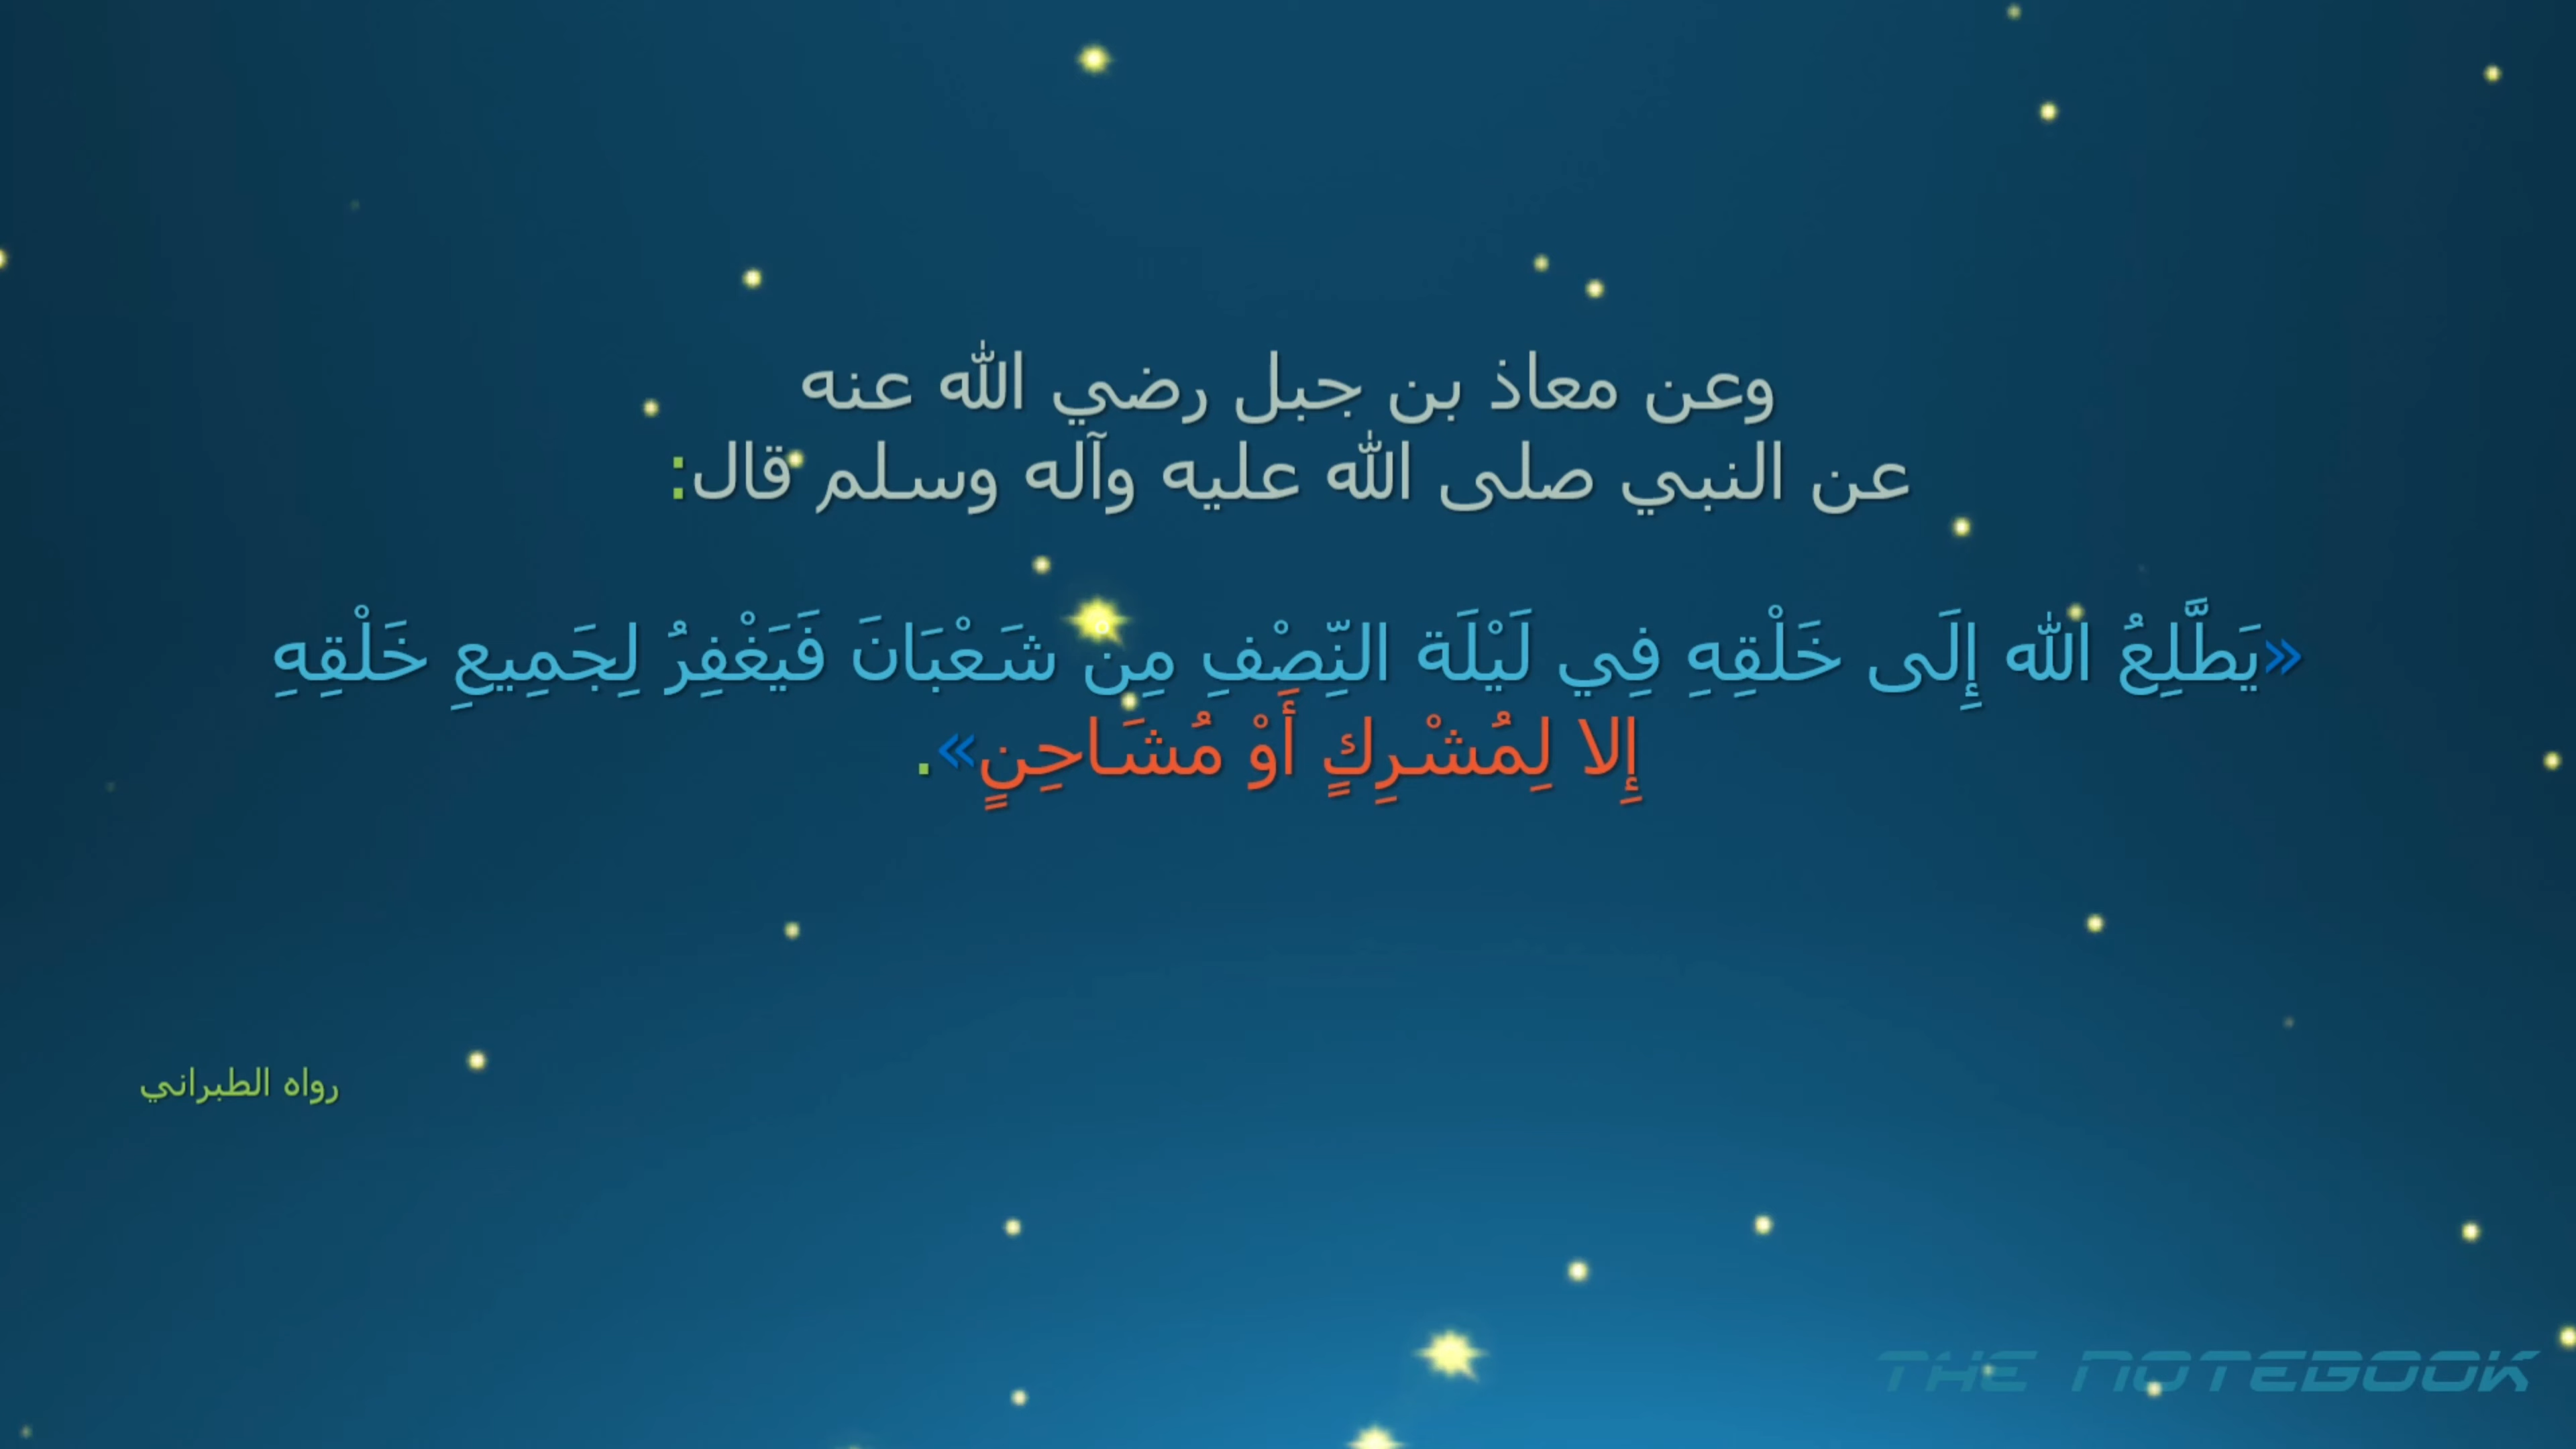 وعن معاذ بن جبل رضي الله عنه
عن النبي صلى الله عليه وآله وسلم قال:
«يَطَّلِعُ الله إِلَى خَلْقِهِ فِي لَيْلَة النِّصْفِ مِنْ شَعْبَانَ فَيَغْفِرُ لِجَمِيعِ خَلْقِهِ
إِلا لِمُشْرِكٍ أَوْ مُشَاحِنٍ».
رواه الطبراني
THE NOTEBOOK